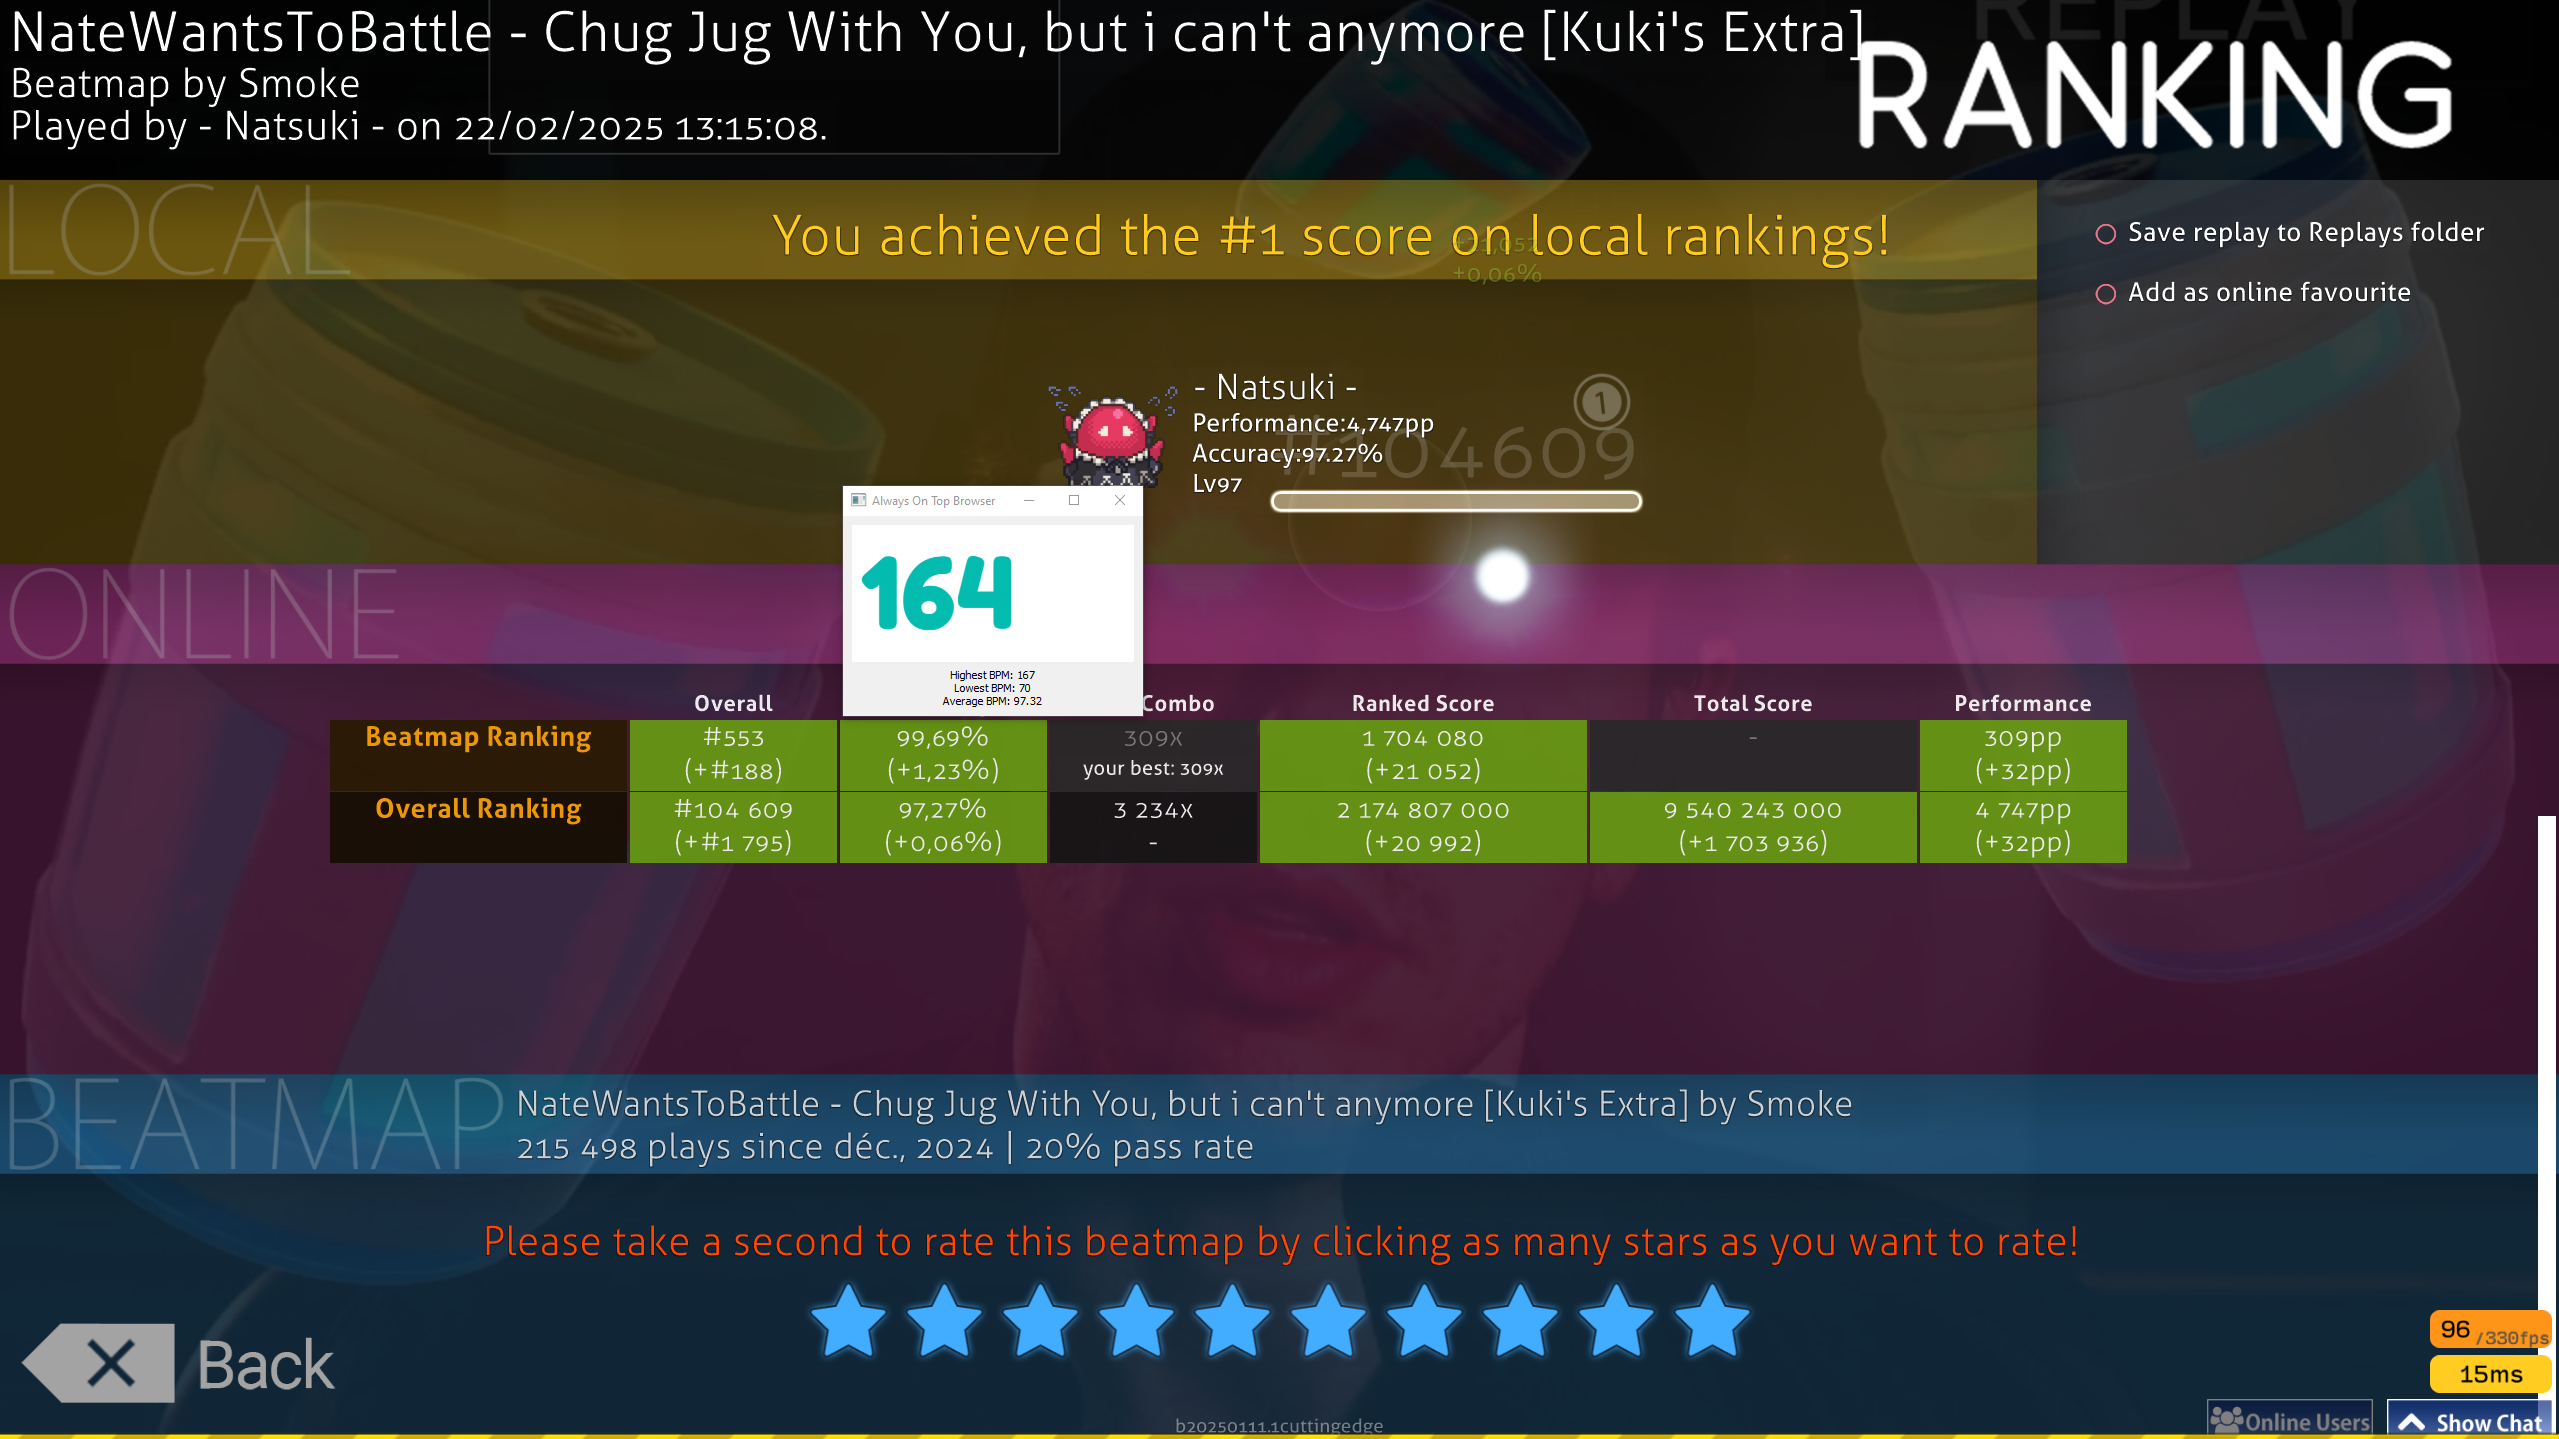 NateWantsToBattle - Chug Jug With You, but i can't anymore [Kuki's Extra]
Beatmap by Smoke
Played by - Natsuki - on 22/02/2025 13:15:08.
REPLAY
RANKING
LOCAL
You achieved the #1 score on local rankings!
+21,052
+0,06%
Save replay to Replays folder
Add as online favourite
- Natsuki -
Performance:4,747pp
Accuracy:97.27%
Lv97
1
#104609
Always On Top Browser
164
Highest BPM: 167
Lowest BPM: 70
Average BPM: 97.32
ONLINE
Overall Combo Ranked Score Total Score Performance
Beatmap Ranking #553 99,69% 309x 1 704 080 - 309pp
(+#188) (+1,23%) your best: 309x (+21 052) (+32pp)
Overall Ranking #104 609 97,27% 3 234x 2 174 807 000 9 540 243 000 4 747pp
(+#1 795) (+0,06%) - (+20 992) (+1 703 936) (+32pp)
BEATMAP
NateWantsToBattle - Chug Jug With You, but i can't anymore [Kuki's Extra] by Smoke
215 498 plays since déc., 2024 | 20% pass rate
Please take a second to rate this beatmap by clicking as many stars as you want to rate!
Back
96 /330fps
15ms
b20250111.1cuttingedge
Online Users
Show Chat